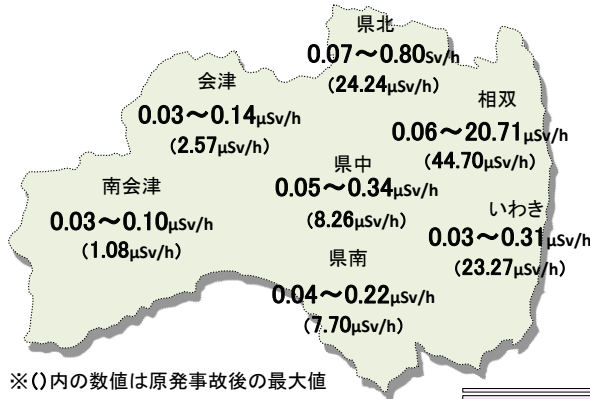 県北
0.07～0.80Sv/h
(24.24μSv/h)
会津
0.03～0.14μSv/h
(2.57μSv/h)
相双
0.06～20.71μSv/h
(44.70μSv/h)
県中
0.05～0.34μSv/h
(8.26μSv/h)
南会津
0.03～0.10μSv/h
(1.08μSv/h)
いわき
0.03～0.31μSv/h
(23.27μSv/h)
県南
0.04～0.22μSv/h
(7.70μSv/h)
※()内の数値は原発事故後の最大値